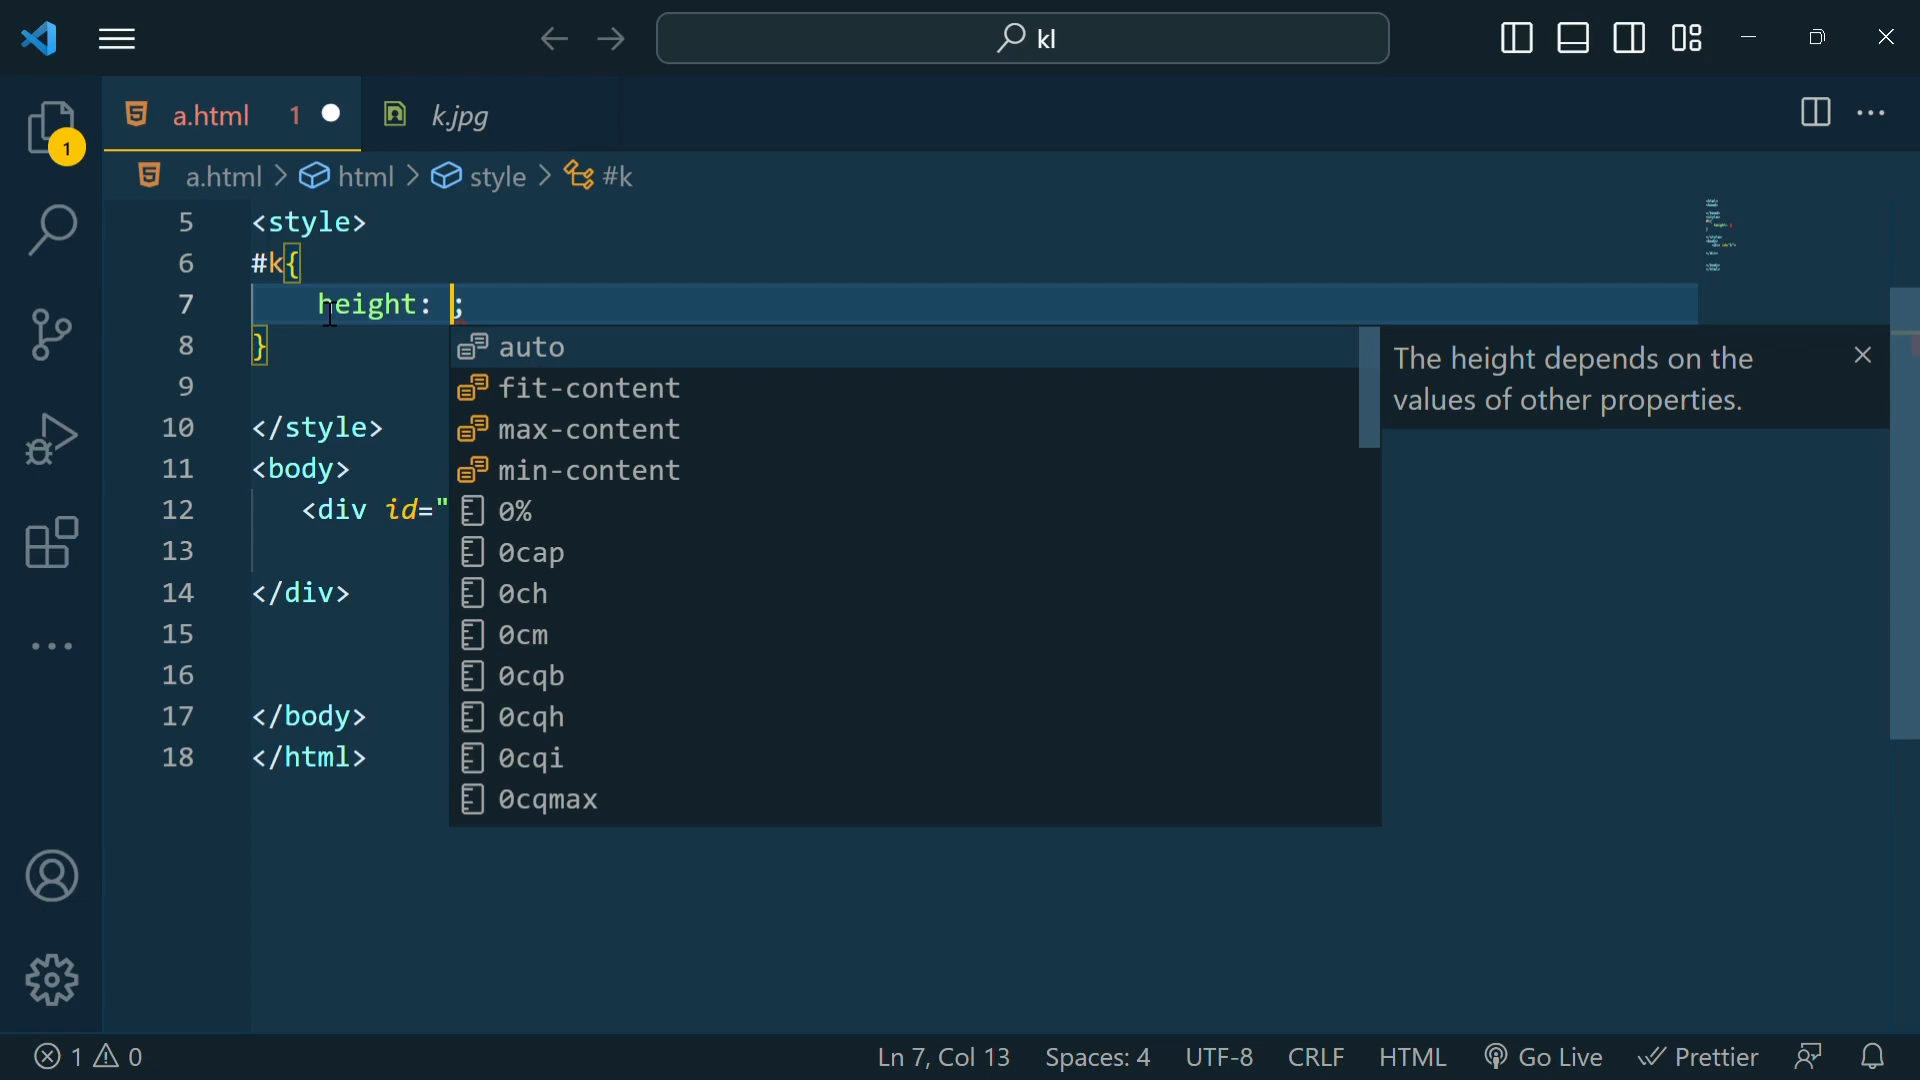 kl
a.html 1 k.jpg
1
a.html > html > style > #k
5 <style>
6 #k{
7 height: ;
8 }
9
10 </style>
11 <body>
12 <div id="
13
14 </div>
15
16
17 </body>
18 </html>
auto
fit-content
max-content
min-content
0%
0cap
0ch
0cm
0cqb
0cqh
0cqi
0cqmax
The height depends on the
values of other properties.
1 0 Ln 7, Col 13 Spaces: 4 UTF-8 CRLF HTML Go Live Prettier